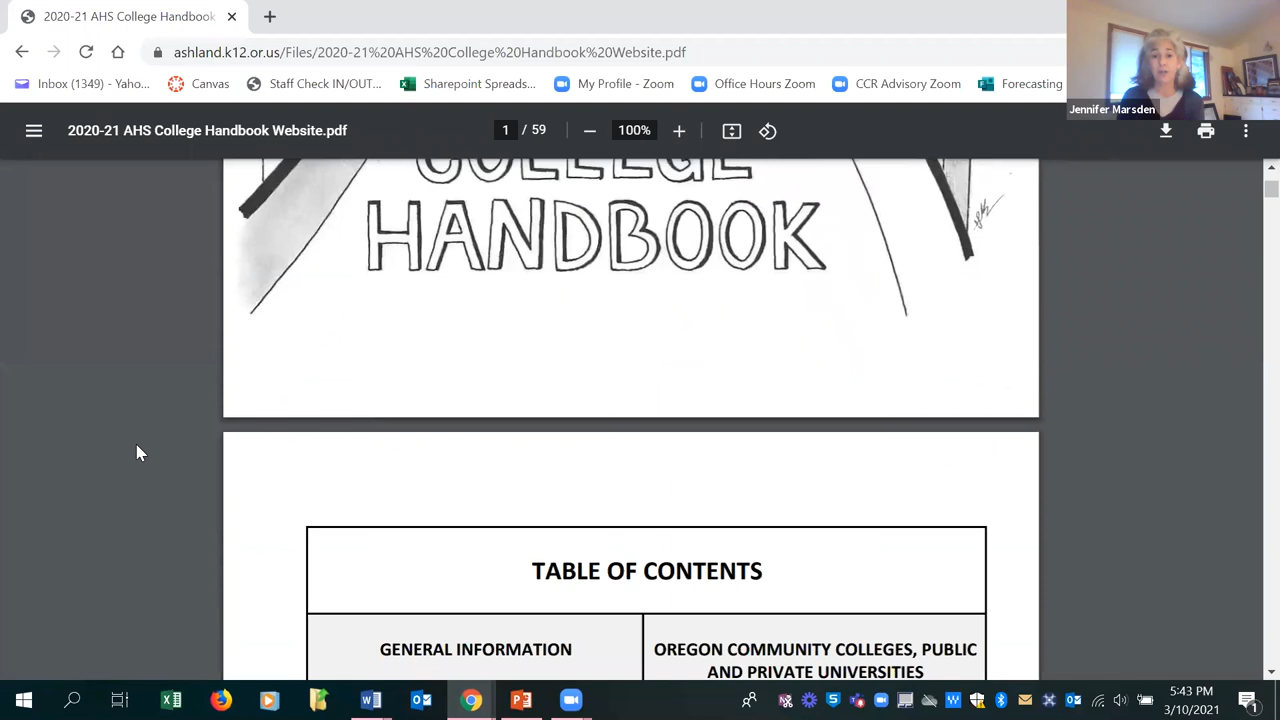 2020-21 AHS College Handbook
ashland.k12.or.us/Files/2020-21%20AHS%20College%20Handbook%20Website.pdf
Inbox (1349) - Yaho...
Canvas
Staff Check IN/OUT...
Sharepoint Spreads...
My Profile - Zoom
Office Hours Zoom
CCR Advisory Zoom
Forecasting
Jennifer Marsden
2020-21 AHS College Handbook Website.pdf
1 / 59
100%
COLLEGE
HANDBOOK
TABLE OF CONTENTS
GENERAL INFORMATION
OREGON COMMUNITY COLLEGES, PUBLIC
AND PRIVATE UNIVERSITIES
5:43 PM
3/10/2021
1